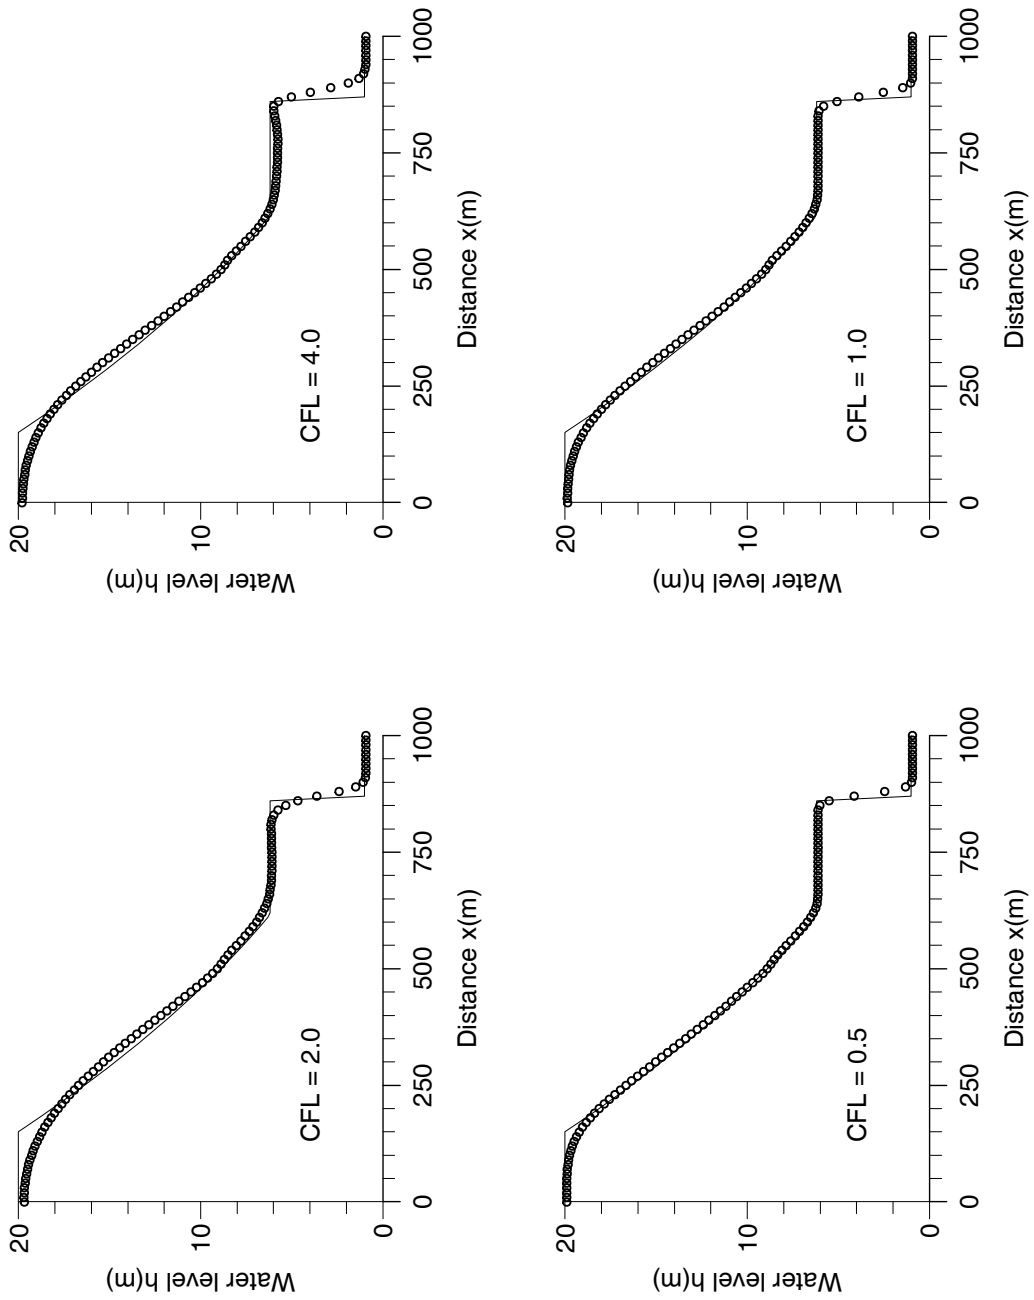 20
10
0
Water level h(m)
CFL = 2.0
0 250 500 750 1000
Distance x(m)
20
10
0
Water level h(m)
CFL = 4.0
0 250 500 750 1000
Distance x(m)
20
10
0
Water level h(m)
CFL = 0.5
0 250 500 750 1000
Distance x(m)
20
10
0
Water level h(m)
CFL = 1.0
0 250 500 750 1000
Distance x(m)